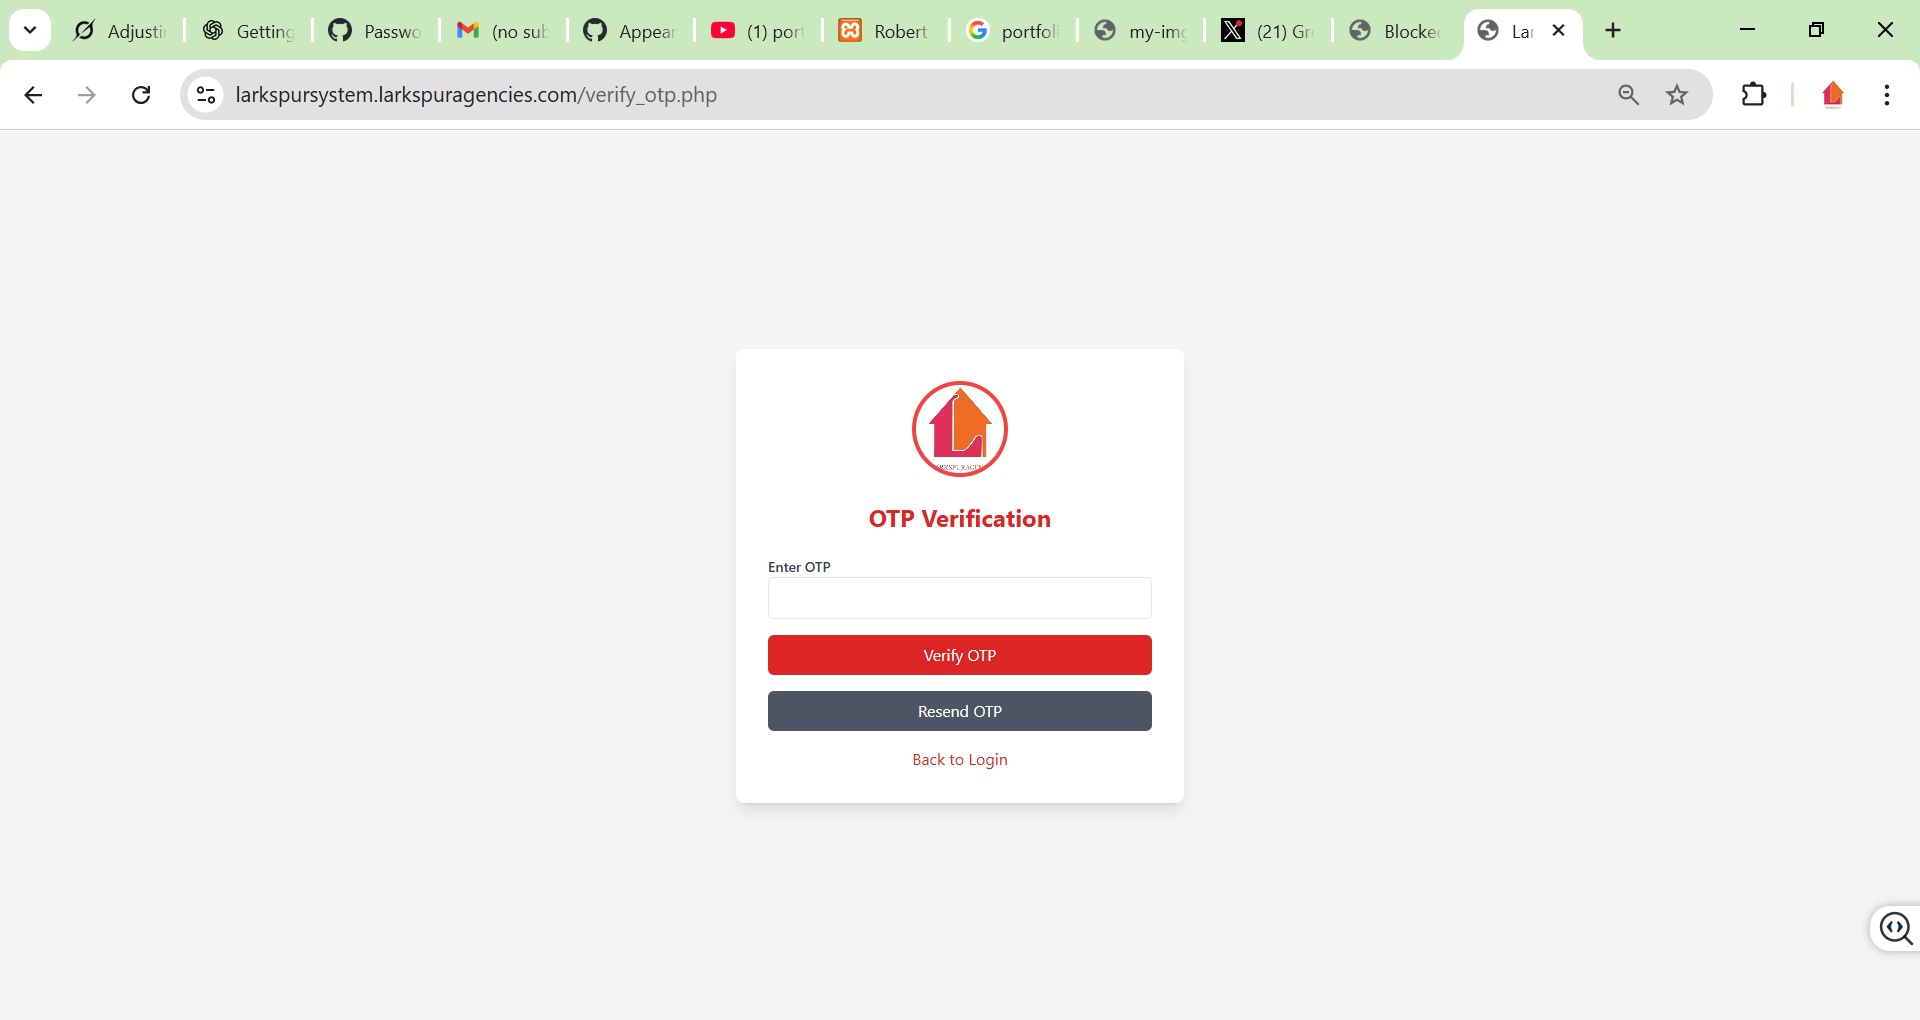 Adjusti
Getting
Passwo
(no sub
Appear
(1) port
Robert
portfoli
my-img
(21) Gr
Blocked
Lar
larkspursystem.larkspuragencies.com/verify_otp.php
OTP Verification
Enter OTP
Verify OTP
Resend OTP
Back to Login